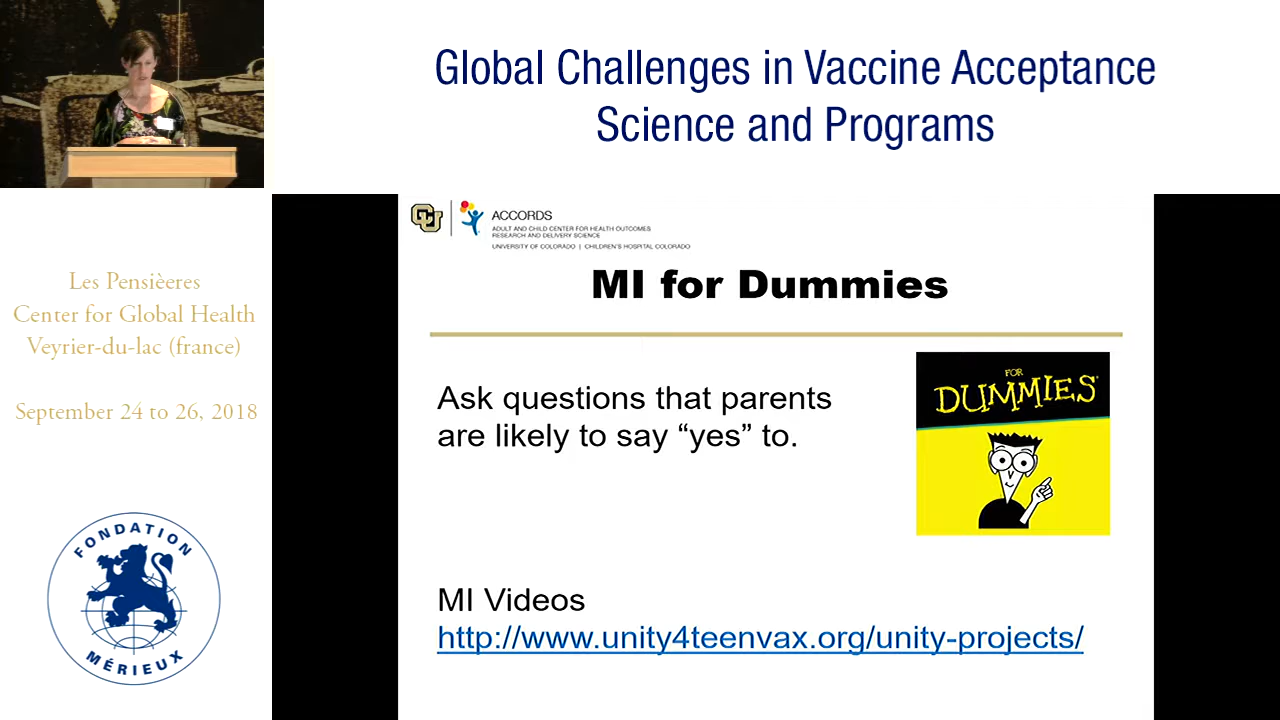 Global Challenges in Vaccine Acceptance
Science and Programs
Les Pensièeres
Center for Global Health
Veyrier-du-lac (france)
September 24 to 26, 2018
FONDATION
MÉRIEUX
CU
ACCORDS
ADULT AND CHILD CENTER FOR HEALTH OUTCOMES
RESEARCH AND DELIVERY SCIENCE
UNIVERSITY OF COLORADO | CHILDREN'S HOSPITAL COLORADO
MI for Dummies
Ask questions that parents
are likely to say “yes” to.
FOR
DUMMIES®
MI Videos
http://www.unity4teenvax.org/unity-projects/